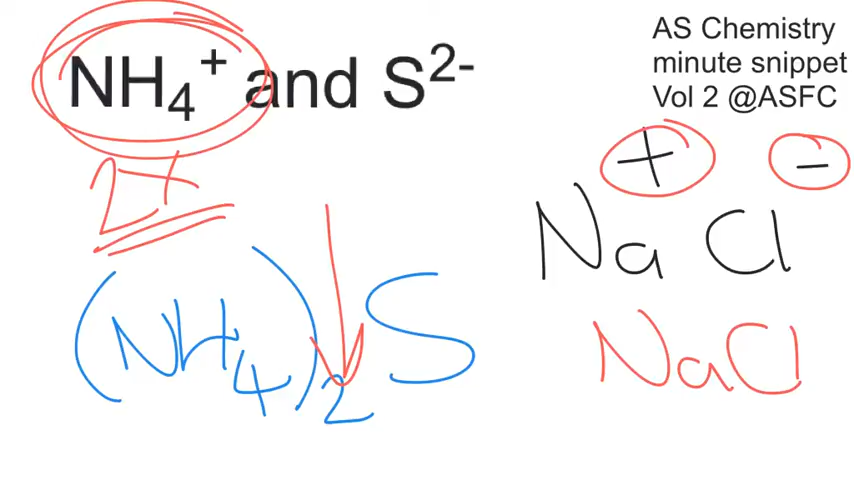 NH₄⁺ and S²⁻
AS Chemistry
minute snippet
Vol 2 @ASFC
+ -
2+
Na Cl
(NH₄)₂S
NaCl